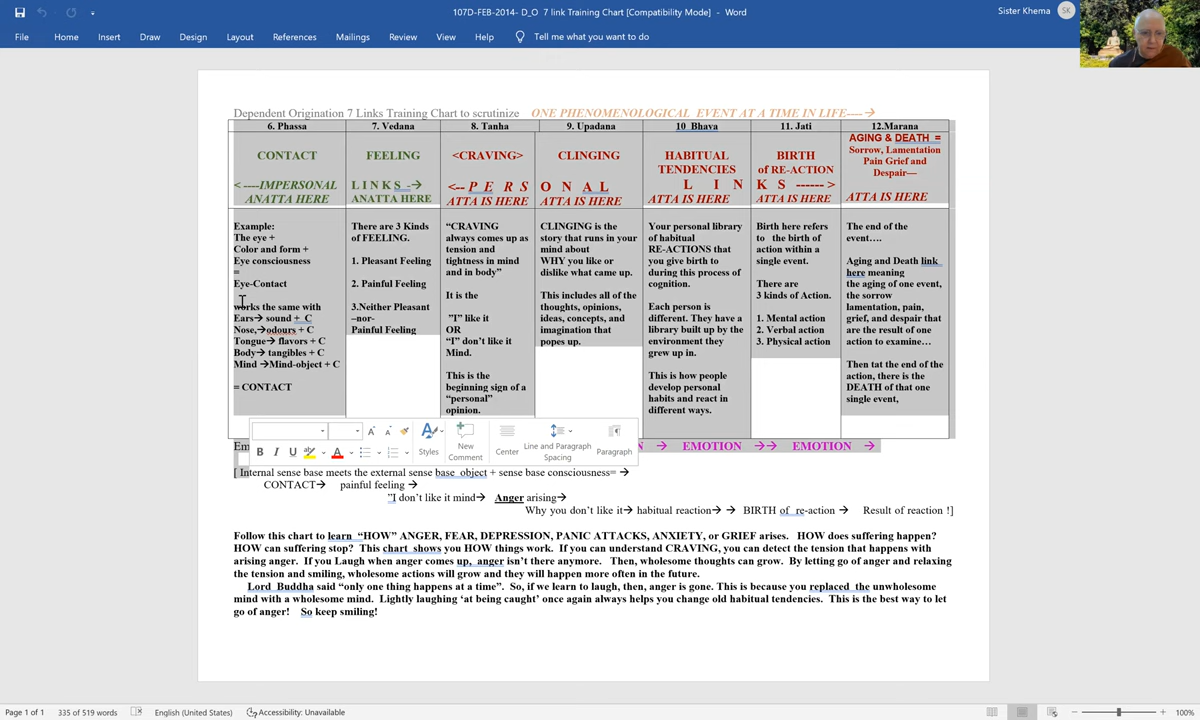 107D-FEB-2014- D_O 7 link Training Chart [Compatibility Mode] - Word
Sister Khema
SK
File Home Insert Draw Design Layout References Mailings Review View Help Tell me what you want to do
Dependent Origination 7 Links Training Chart to scrutinize ONE PHENOMENOLOGICAL EVENT AT A TIME IN LIFE----→
6. Phassa
CONTACT
< ----IMPERSONAL
ANATTA HERE
7. Vedana
FEELING
L I N K S -→
ANATTA HERE
8. Tanha
<CRAVING>
<-- P E R S
ATTA IS HERE
9. Upadana
CLINGING
O N A L
ATTA IS HERE
10 Bhava
HABITUAL
TENDENCIES
L I N
ATTA IS HERE
11. Jati
BIRTH
of RE-ACTION
K S ------ >
ATTA IS HERE
12.Marana
AGING & DEATH =
Sorrow, Lamentation
Pain Grief and
Despair—
ATTA IS HERE
Example:
The eye +
Color and form +
Eye consciousness
=
Eye-Contact
works the same with
Ears→ sound + C
Nose,→odours + C
Tongue→ flavors + C
Body→ tangibles + C
Mind →Mind-object + C
= CONTACT
There are 3 Kinds
of FEELING.
1. Pleasant Feeling
2. Painful Feeling
3.Neither Pleasant
–nor-
Painful Feeling
“CRAVING
always comes up as
tension and
tightness in mind
and in body”
It is the
”I” like it
OR
“I” don’t like it
Mind.
This is the
beginning sign of a
“personal”
opinion.
CLINGING is the
story that runs in your
mind about
WHY you like or
dislike what came up.
This includes all of the
thoughts, opinions,
ideas, concepts, and
imagination that
popes up.
Your personal library
of habitual
RE-ACTIONS that
you give birth to
during this process of
cognition.
Each person is
different. They have a
library built up by the
environment they
grew up in.
This is how people
develop personal
habits and react in
different ways.
Birth here refers
to the birth of
action within a
single event.
There are
3 kinds of Action.
1. Mental action
2. Verbal action
3. Physical action
The end of the
event….
Aging and Death link
here meaning
the aging of one event,
the sorrow
lamentation, pain,
grief, and despair that
are the result of one
action to examine…
Then tat the end of the
action, there is the
DEATH of that one
single event,
B I U A Styles New Comment Center Line and Paragraph Spacing Paragraph
N → EMOTION →→ EMOTION →
[ Internal sense base meets the external sense base object + sense base consciousness= →
CONTACT→ painful feeling →
”I don’t like it mind→ Anger arising→
Why you don’t like it→ habitual reaction→ → BIRTH of re-action → Result of reaction !]
Follow this chart to learn “HOW” ANGER, FEAR, DEPRESSION, PANIC ATTACKS, ANXIETY, or GRIEF arises. HOW does suffering happen?
HOW can suffering stop? This chart shows you HOW things work. If you can understand CRAVING, you can detect the tension that happens with
arising anger. If you Laugh when anger comes up, anger isn’t there anymore. Then, wholesome thoughts can grow. By letting go of anger and relaxing
the tension and smiling, wholesome actions will grow and they will happen more often in the future.
Lord Buddha said “only one thing happens at a time”. So, if we learn to laugh, then, anger is gone. This is because you replaced the unwholesome
mind with a wholesome mind. Lightly laughing ‘at being caught’ once again always helps you change old habitual tendencies. This is the best way to let
go of anger! So keep smiling!
Page 1 of 1 335 of 519 words English (United States) Accessibility: Unavailable 100%